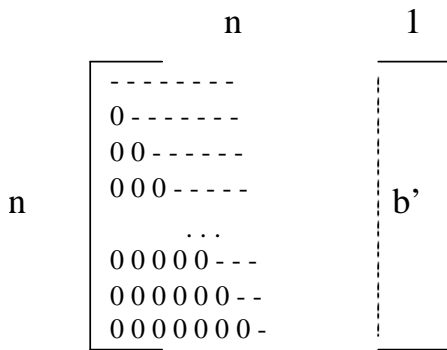 n 1
- - - - - - - -
0 - - - - - - -
0 0 - - - - - -
0 0 0 - - - - -
n b’
. . .
0 0 0 0 0 - - -
0 0 0 0 0 0 - -
0 0 0 0 0 0 0 -